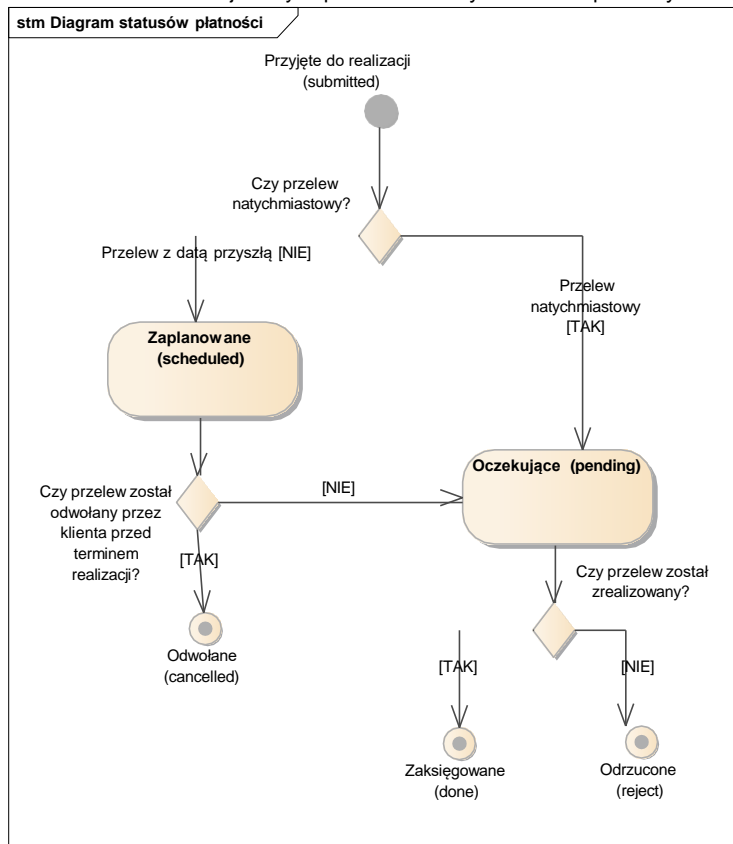 stm Diagram statusów płatności
Przyjęte do realizacji
(submitted)
Czy przelew
natychmiastowy?
Przelew z datą przyszłą [NIE]
Przelew
natychmiastowy
[TAK]
Zaplanowane
(scheduled)
Oczekujące (pending)
[NIE]
Czy przelew został
odwołany przez
klienta przed
terminem
realizacji?
[TAK]
Czy przelew został
zrealizowany?
Odwołane
(cancelled)
[TAK]
[NIE]
Zaksięgowane
(done)
Odrzucone
(reject)